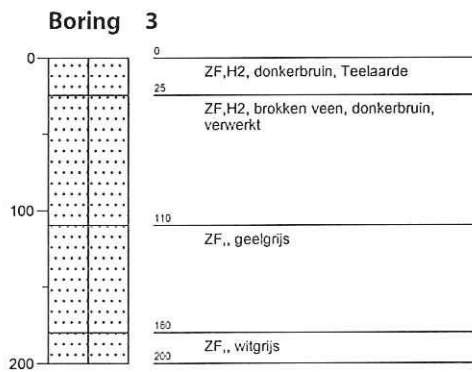 Boring 3
0
0
ZF,H2, donkerbruin, Teelaarde
25
ZF,H2, brokken veen, donkerbruin,
verwerkt
100
110
ZF,, geelgrijs
180
ZF,, witgrijs
200
200